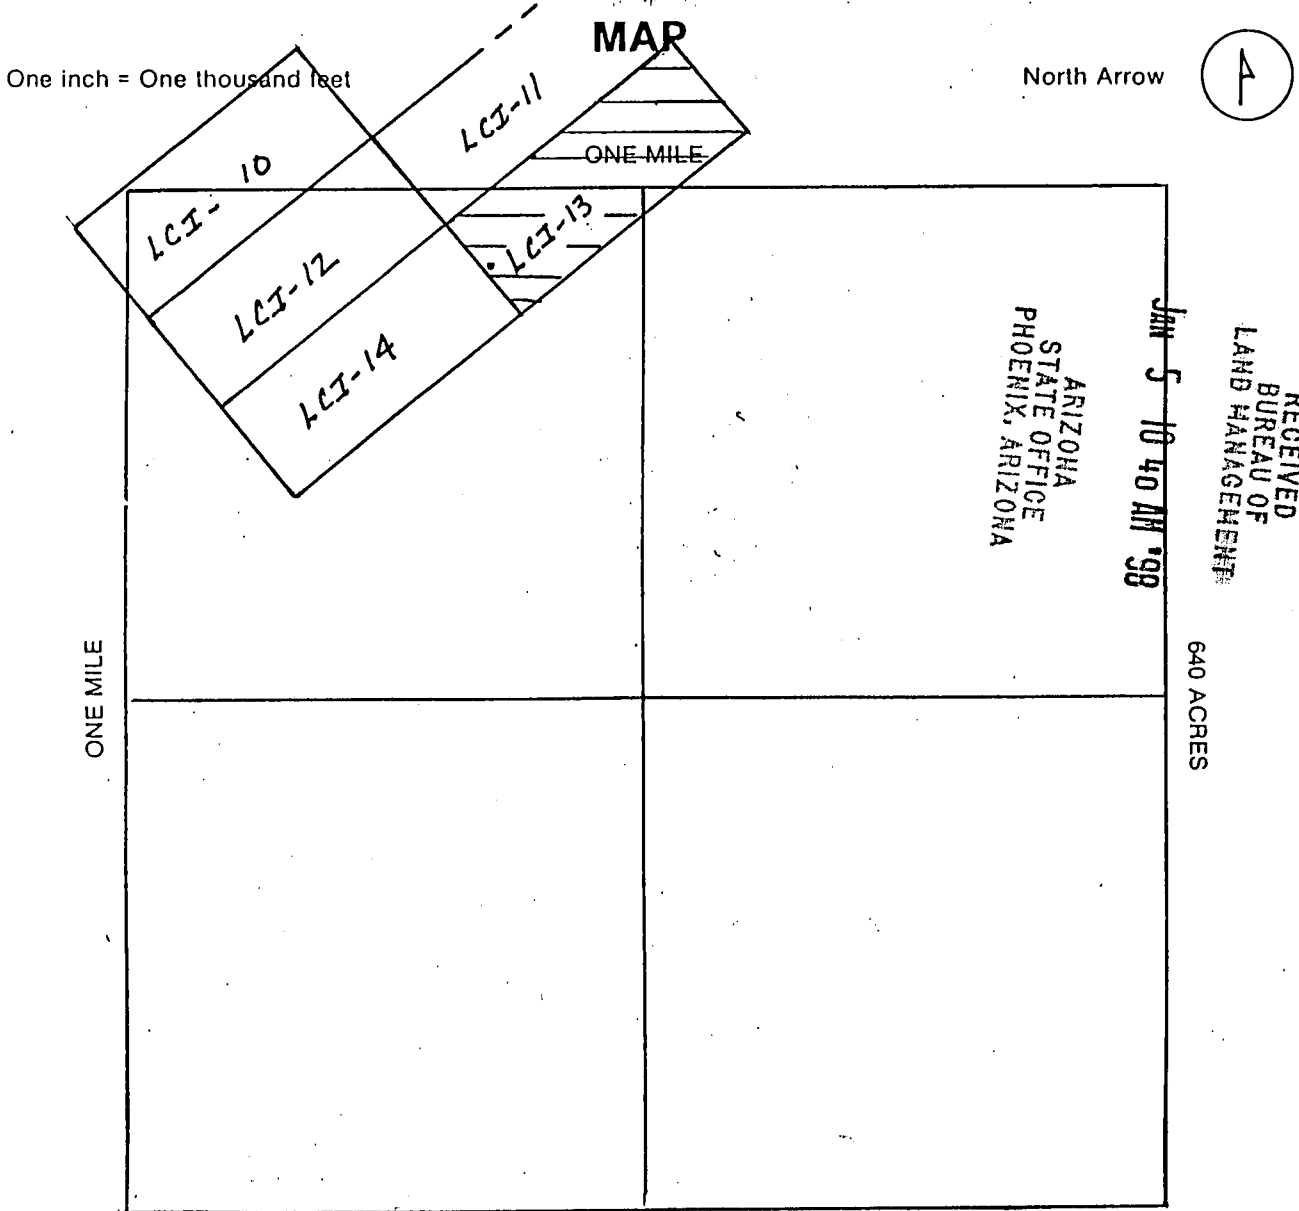 MAP
One inch = One thousand feet
North Arrow
LCI-11
ONE MILE
LCI- 10
LCI-13
LCI-12
LCI-14
RECEIVED
BUREAU OF
LAND MANAGEMENT
JAN 5 10 40 AM '98
ARIZONA
STATE OFFICE
PHOENIX, ARIZONA
ONE MILE
640 ACRES